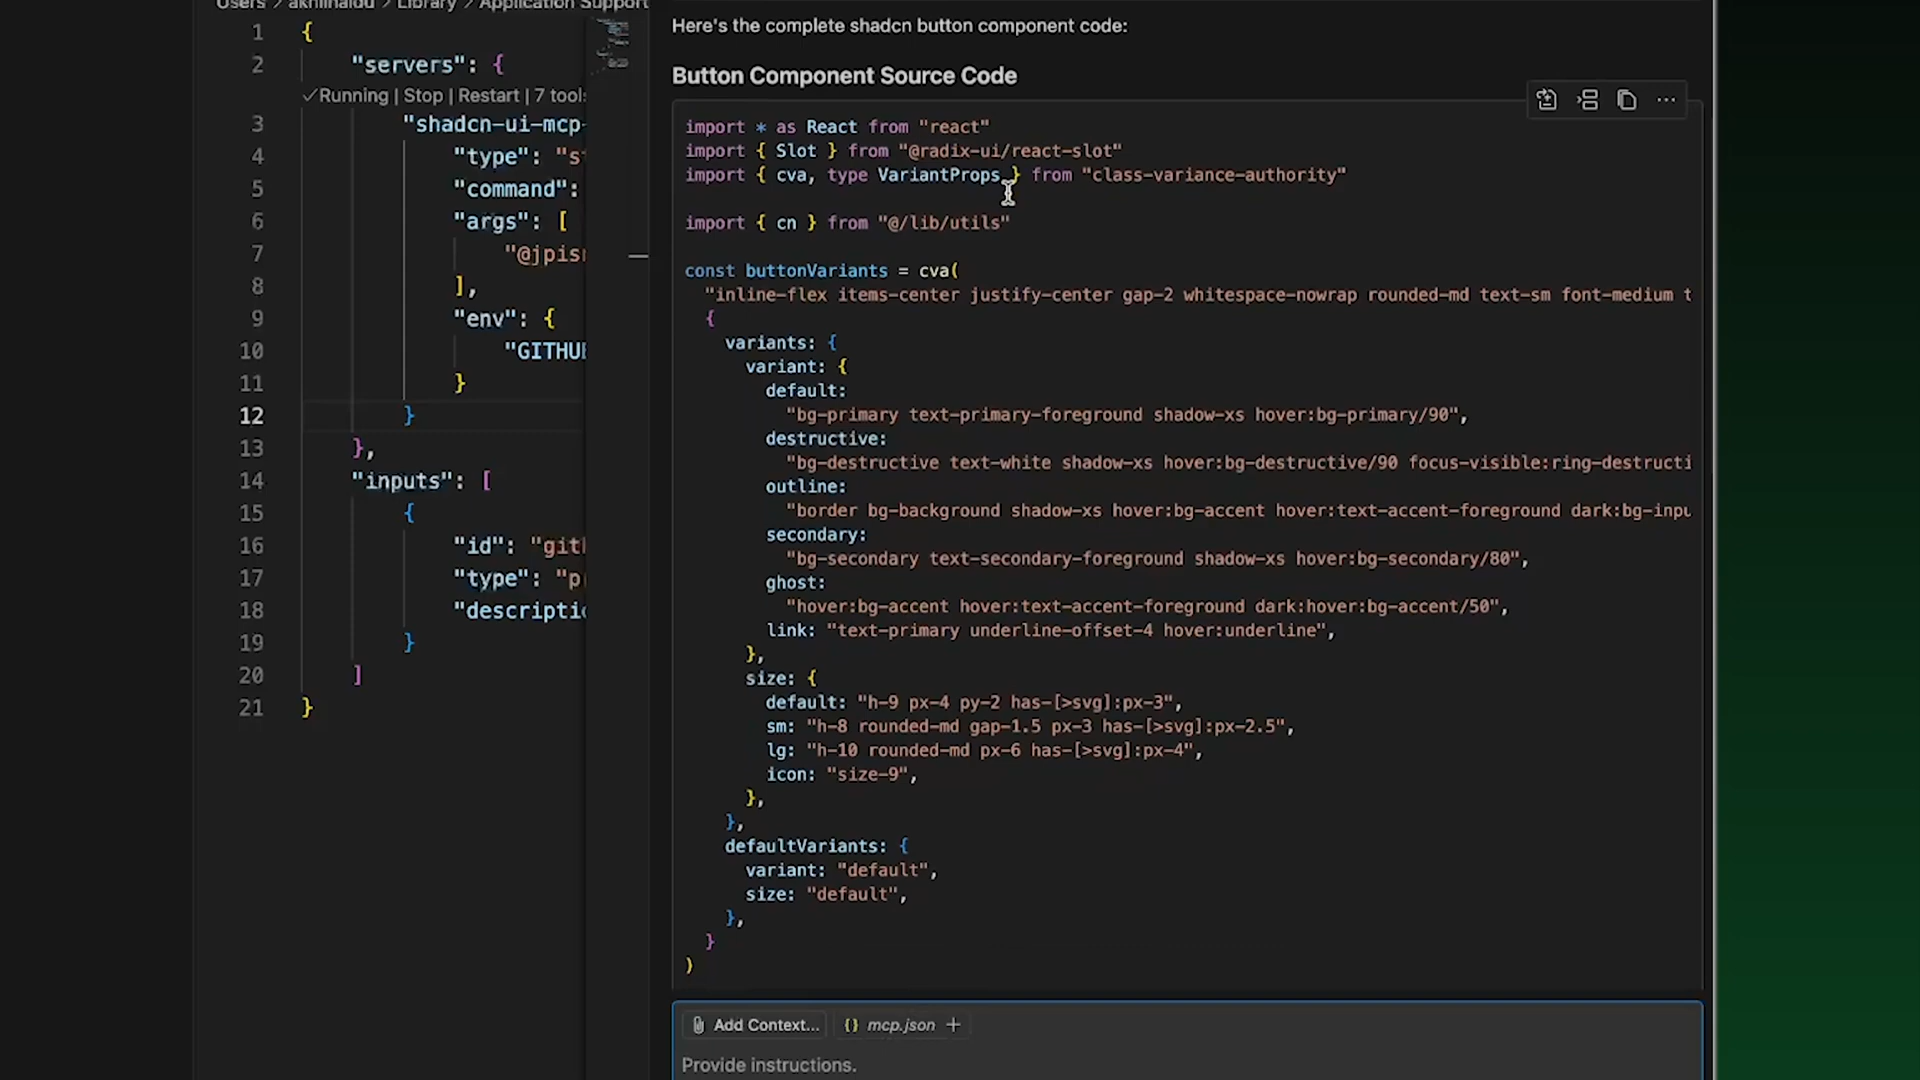 Users > akhilnaidu > Library > Application Support
1 {
2 "servers": {
✓Running | Stop | Restart | 7 tools
3 "shadcn-ui-mcp-
4 "type": "st
5 "command":
6 "args": [
7 "@jpisn
8 ],
9 "env": {
10 "GITHUB
11 }
12 }
13 },
14 "inputs": [
15 {
16 "id": "gith
17 "type": "pr
18 "descriptio
19 }
20 ]
21 }
Here's the complete shadcn button component code:
Button Component Source Code
import * as React from "react"
import { Slot } from "@radix-ui/react-slot"
import { cva, type VariantProps } from "class-variance-authority"
import { cn } from "@/lib/utils"
const buttonVariants = cva(
"inline-flex items-center justify-center gap-2 whitespace-nowrap rounded-md text-sm font-medium t
{
variants: {
variant: {
default:
"bg-primary text-primary-foreground shadow-xs hover:bg-primary/90",
destructive:
"bg-destructive text-white shadow-xs hover:bg-destructive/90 focus-visible:ring-destructi
outline:
"border bg-background shadow-xs hover:bg-accent hover:text-accent-foreground dark:bg-inpu
secondary:
"bg-secondary text-secondary-foreground shadow-xs hover:bg-secondary/80",
ghost:
"hover:bg-accent hover:text-accent-foreground dark:hover:bg-accent/50",
link: "text-primary underline-offset-4 hover:underline",
},
size: {
default: "h-9 px-4 py-2 has-[>svg]:px-3",
sm: "h-8 rounded-md gap-1.5 px-3 has-[>svg]:px-2.5",
lg: "h-10 rounded-md px-6 has-[>svg]:px-4",
icon: "size-9",
},
},
defaultVariants: {
variant: "default",
size: "default",
},
}
)
Add Context...
{} mcp.json +
Provide instructions.